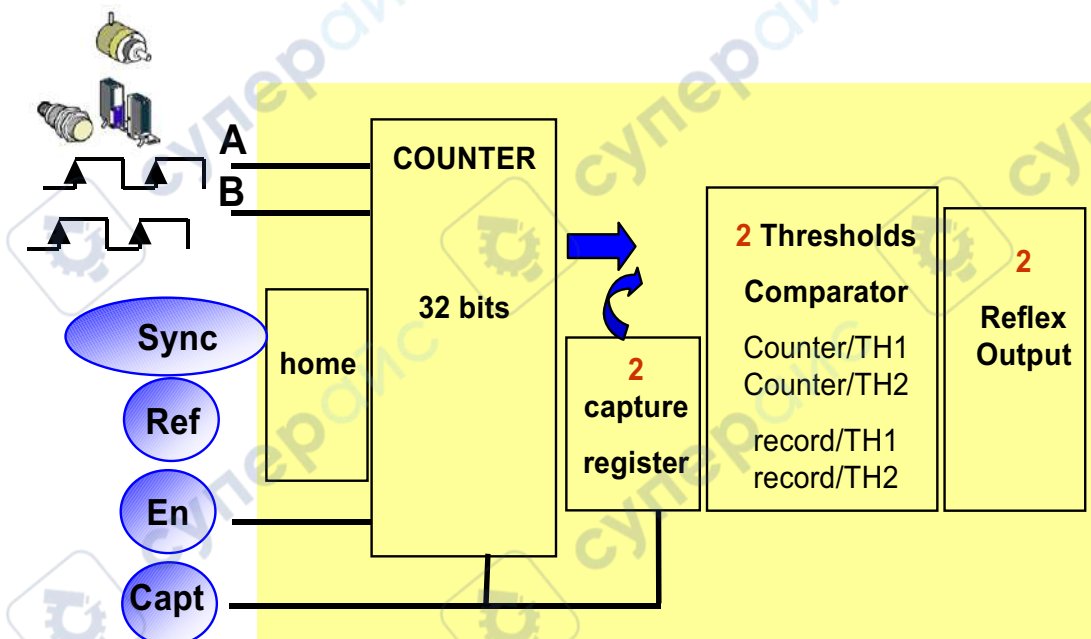 A
B
COUNTER
32 bits
Sync
Ref
En
Capt
home
2
capture
register
2 Thresholds
Comparator
Counter/TH1
Counter/TH2
record/TH1
record/TH2
2
Reflex
Output
суперайс